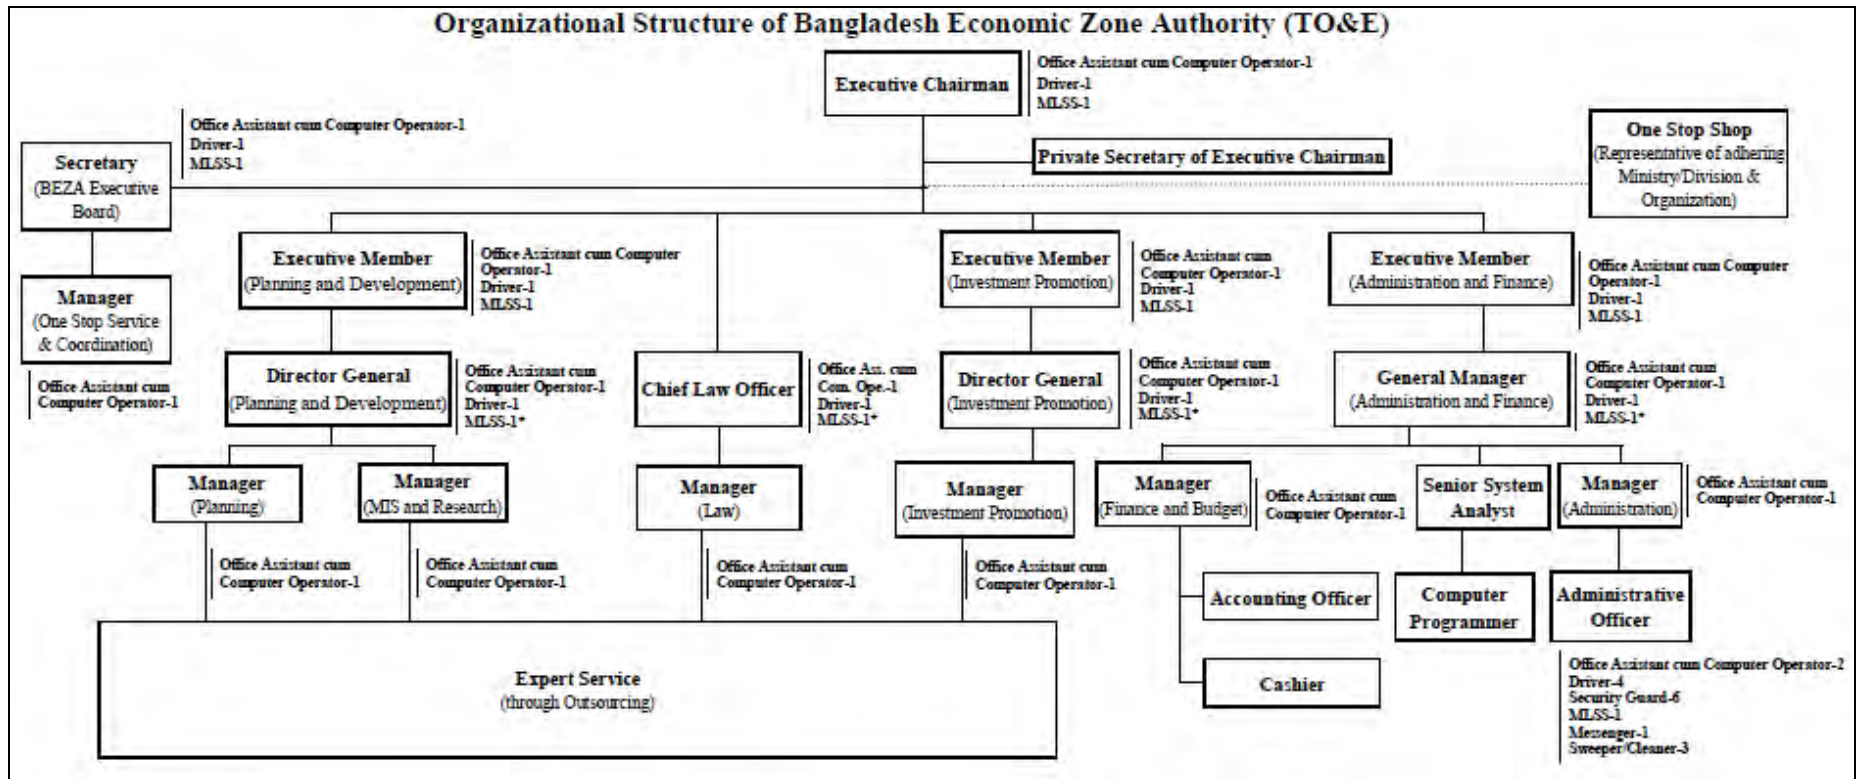 Organizational Structure of Bangladesh Economic Zone Authority (TO&E)
Executive Chairman
Office Assistant cum Computer Operator-1
Driver-1
MLSS-1
Private Secretary of Executive Chairman
One Stop Shop
(Representative of adhering
Ministry/Division &
Organization)
Office Assistant cum Computer Operator-1
Driver-1
MLSS-1
Secretary
(BEZA Executive
Board)
Manager
(One Stop Service
& Coordination)
Office Assistant cum
Computer Operator-1
Executive Member
(Planning and Development)
Office Assistant cum Computer
Operator-1
Driver-1
MLSS-1
Executive Member
(Investment Promotion)
Office Assistant cum
Computer Operator-1
Driver-1
MLSS-1
Executive Member
(Administration and Finance)
Office Assistant cum Computer
Operator-1
Driver-1
MLSS-1
Director General
(Planning and Development)
Office Assistant cum
Computer Operator-1
Driver-1
MLSS-1*
Chief Law Officer
Office Ass. cum
Com. Ope.-1
Driver-1
MLSS-1*
Director General
(Investment Promotion)
Office Assistant cum
Computer Operator-1
Driver-1
MLSS-1*
General Manager
(Administration and Finance)
Office Assistant cum
Computer Operator-1
Driver-1
MLSS-1*
Manager
(Planning)
Manager
(MIS and Research)
Manager
(Law)
Manager
(Investment Promotion)
Manager
(Finance and Budget)
Office Assistant cum
Computer Operator-1
Senior System
Analyst
Manager
(Administration)
Office Assistant cum
Computer Operator-1
Office Assistant cum
Computer Operator-1
Office Assistant cum
Computer Operator-1
Office Assistant cum
Computer Operator-1
Office Assistant cum
Computer Operator-1
Accounting Officer
Cashier
Computer
Programmer
Administrative
Officer
Office Assistant cum Computer Operator-2
Driver-4
Security Guard-6
MLSS-1
Messenger-1
Sweeper/Cleaner-3
Expert Service
(through Outsourcing)